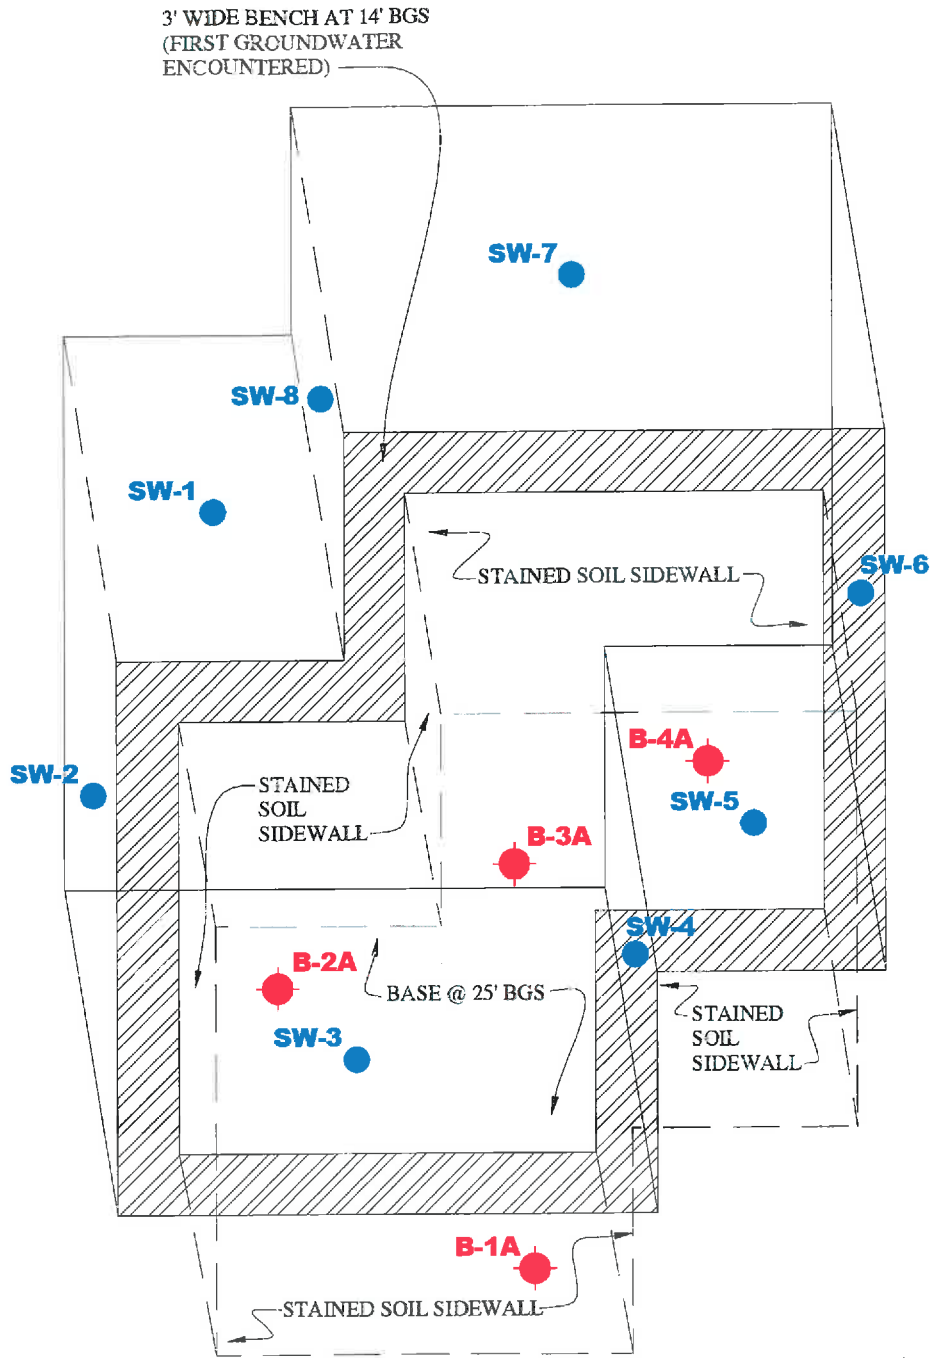 3' WIDE BENCH AT 14' BGS
(FIRST GROUNDWATER
ENCOUNTERED)
SW-7
SW-8
SW-1
SW-6
STAINED SOIL SIDEWALL
B-4A
SW-2
SW-5
STAINED
SOIL
SIDEWALL
B-3A
SW-4
B-2A
BASE @ 25' BGS
STAINED
SOIL
SIDEWALL
SW-3
B-1A
STAINED SOIL SIDEWALL